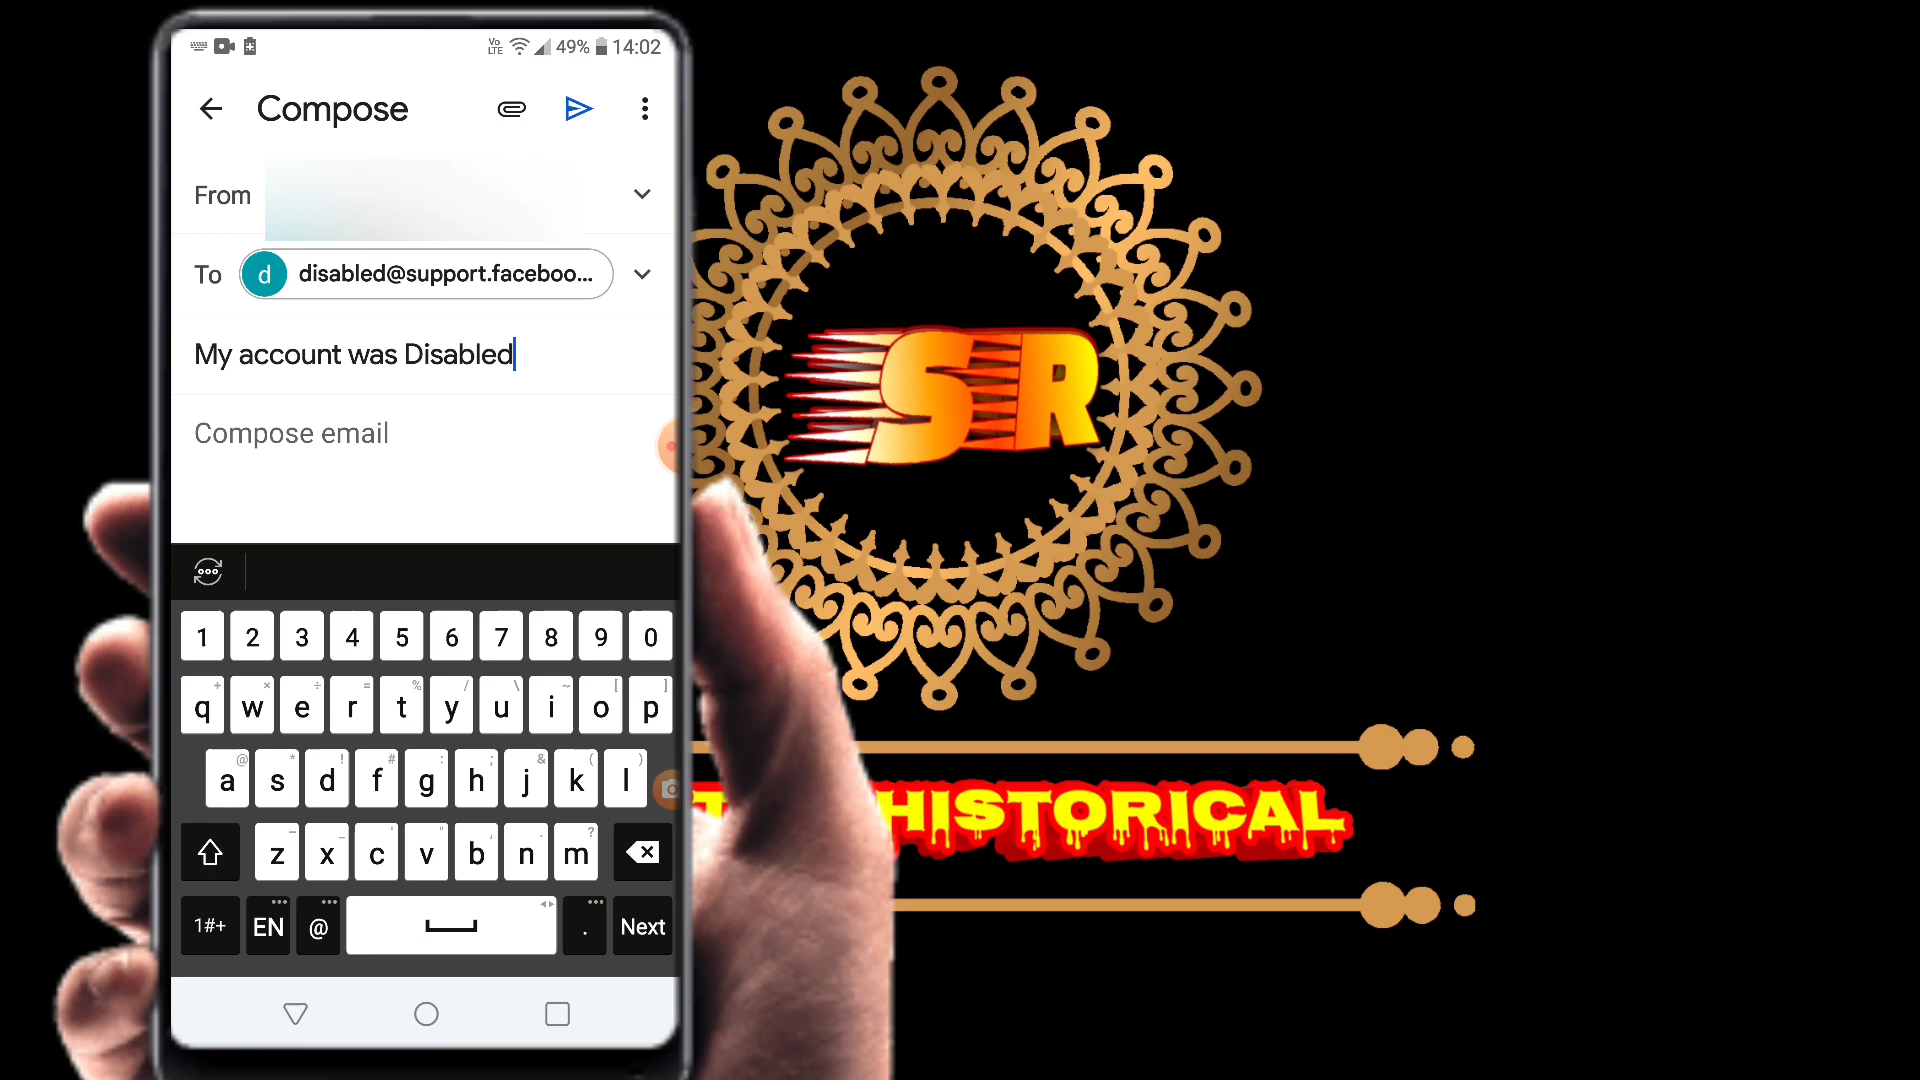 Vo LTE 49% 14:02
Compose
From
To d disabled@support.faceboo...
My account was Disabled
Compose email
1 2 3 4 5 6 7 8 9 0
q w e r t y u i o p
a s d f g h j k l
z x c v b n m
1#+ EN @ . Next
SR
HISTORICAL